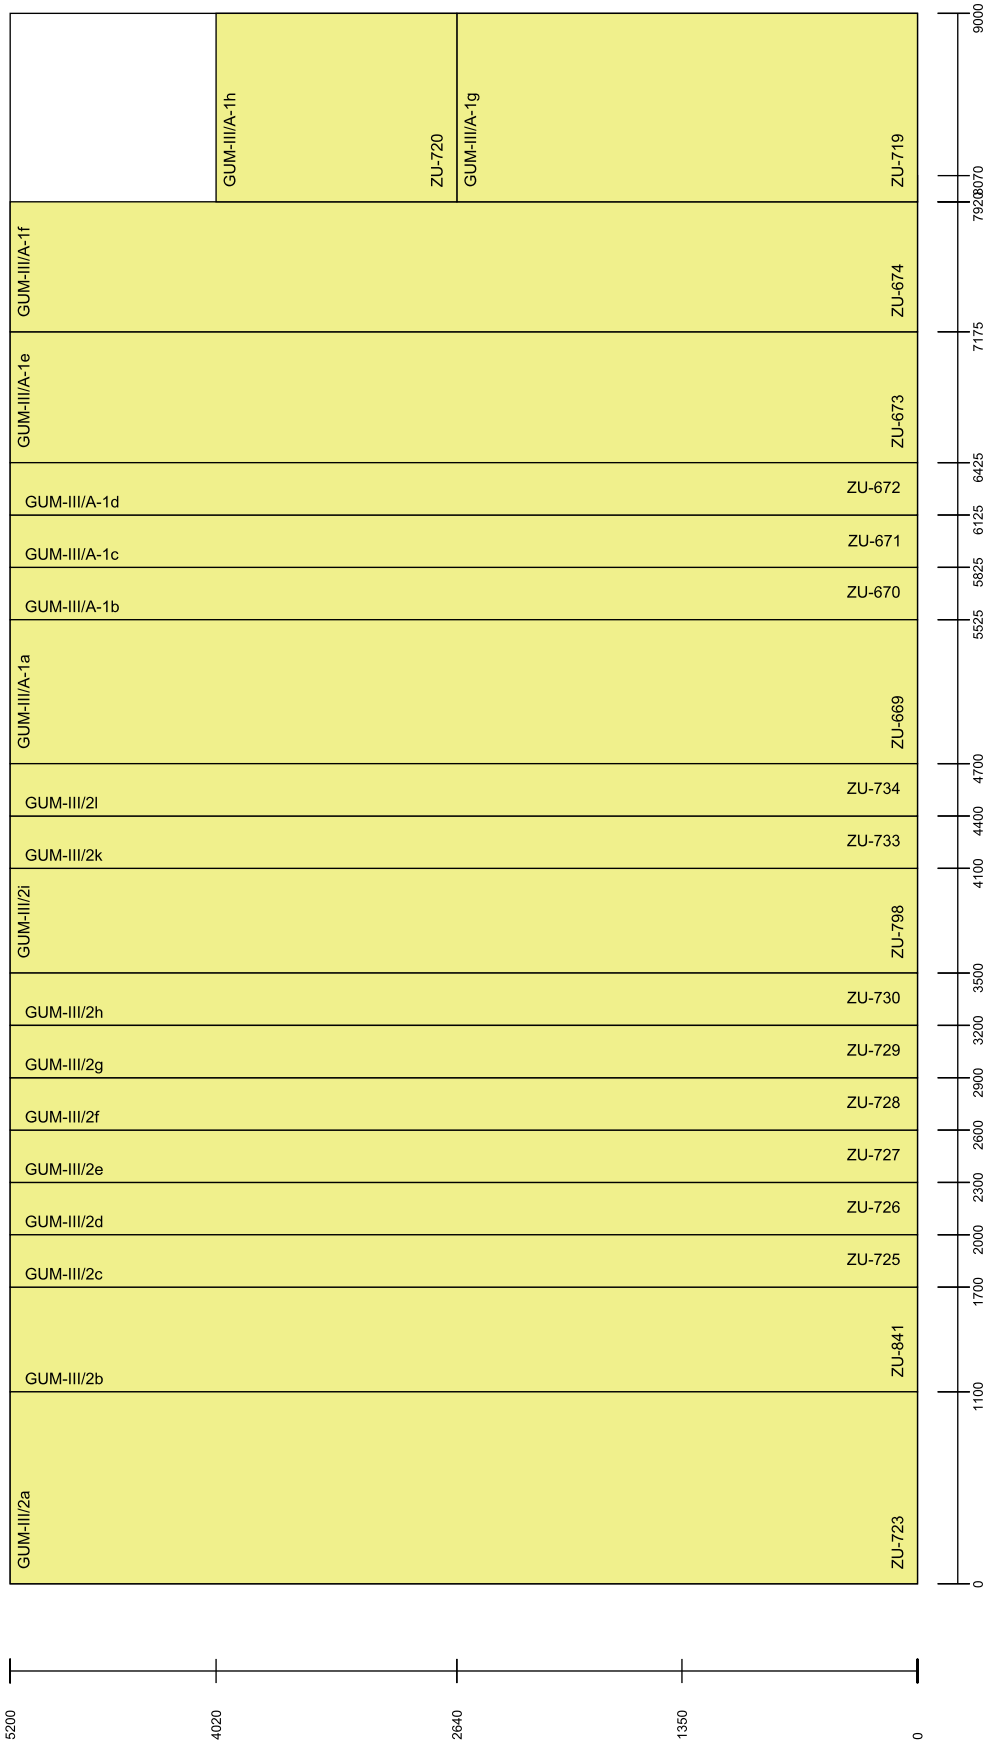 GUM-III/A-1h
ZU-720
GUM-III/A-1g
ZU-719
GUM-III/A-1f
ZU-674
GUM-III/A-1e
ZU-673
GUM-III/A-1d
ZU-672
GUM-III/A-1c
ZU-671
GUM-III/A-1b
ZU-670
GUM-III/A-1a
ZU-669
GUM-III/2l
ZU-734
GUM-III/2k
ZU-733
GUM-III/2i
ZU-798
GUM-III/2h
ZU-730
GUM-III/2g
ZU-729
GUM-III/2f
ZU-728
GUM-III/2e
ZU-727
GUM-III/2d
ZU-726
GUM-III/2c
ZU-725
GUM-III/2b
ZU-841
GUM-III/2a
ZU-723
9000
8070
7920
7175
6425
6125
5825
5525
4700
4400
4100
3500
3200
2900
2600
2300
2000
1700
1100
0
5200
4020
2640
1350
0